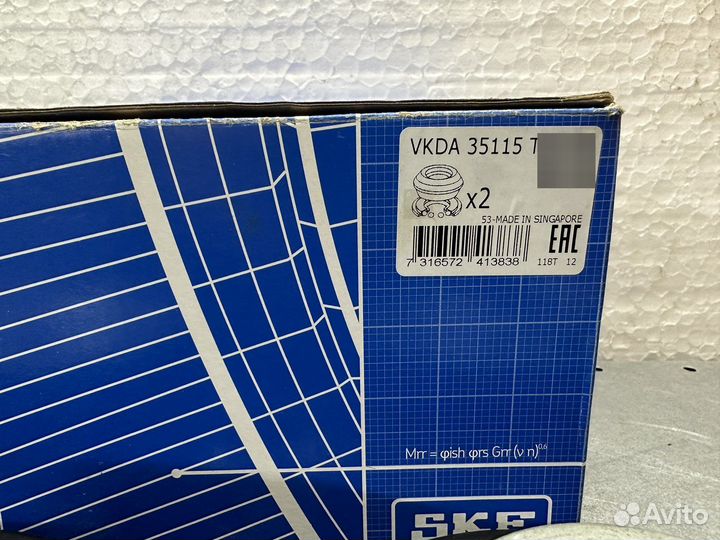 VKDA 35115 T
x2
53-MADE IN SINGAPORE
EAC
7 316572 413838
118T 12
Mrr = φish φrs Grr (ν n)0.6
SKF
Avito